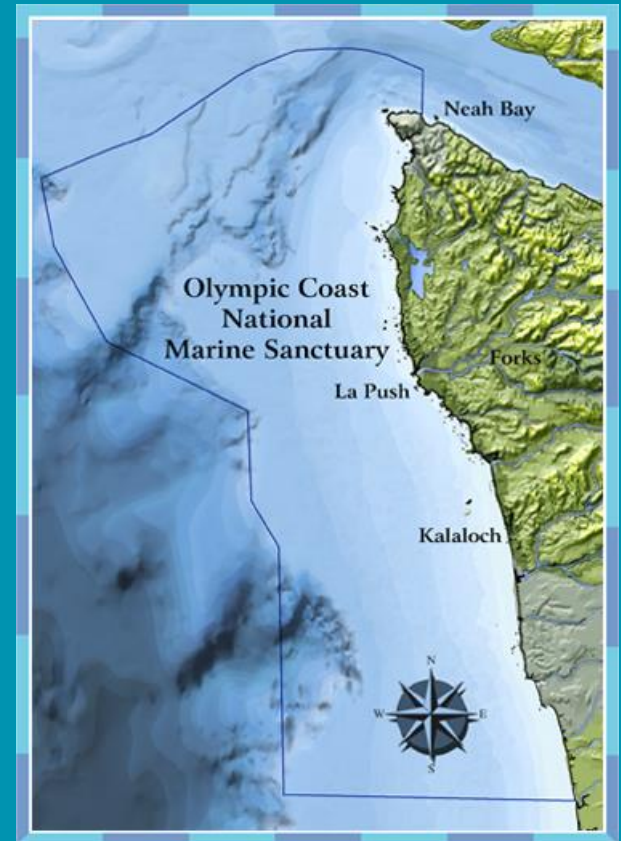 Neah Bay
Olympic Coast
National
Marine Sanctuary
Forks
La Push
Kalaloch
N
W E
S